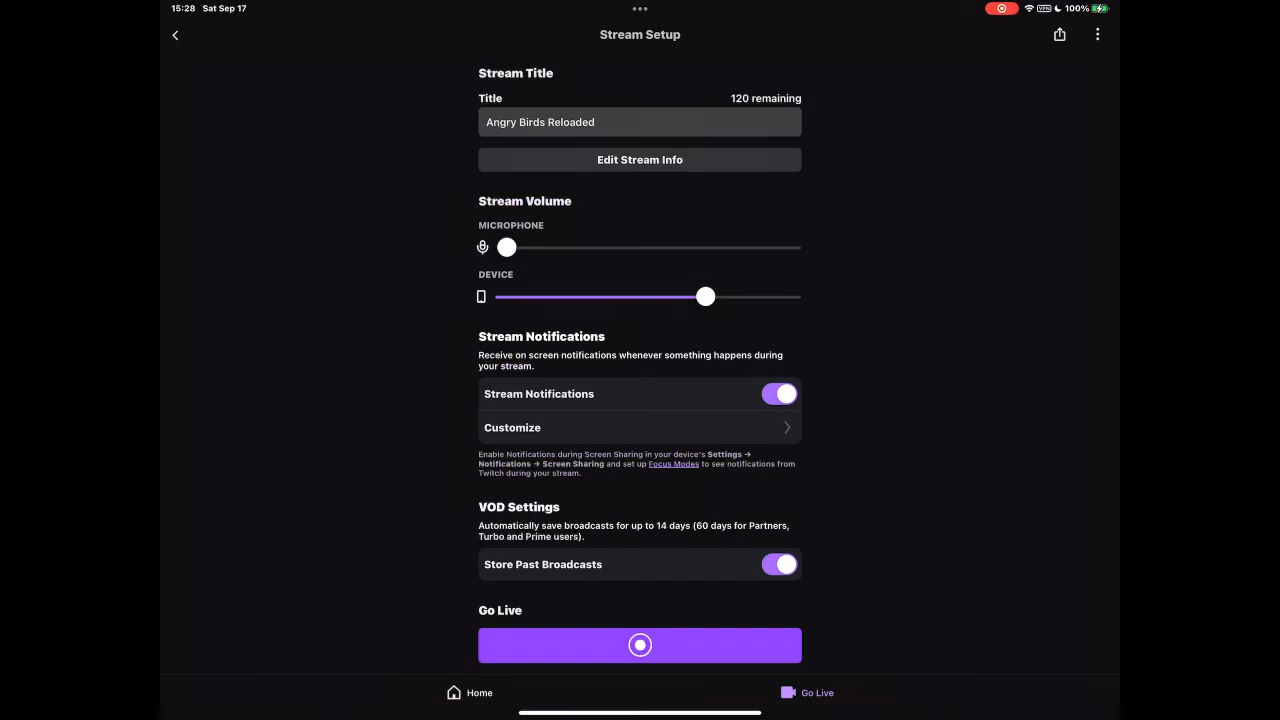 15:28 Sat Sep 17
VPN 100%
Stream Setup
Stream Title
Title 120 remaining
Angry Birds Reloaded
Edit Stream Info
Stream Volume
MICROPHONE
DEVICE
Stream Notifications
Receive on screen notifications whenever something happens during
your stream.
Stream Notifications
Customize
Enable Notifications during Screen Sharing in your device's Settings →
Notifications → Screen Sharing and set up Focus Modes to see notifications from
Twitch during your stream.
VOD Settings
Automatically save broadcasts for up to 14 days (60 days for Partners,
Turbo and Prime users).
Store Past Broadcasts
Go Live
Home
Go Live